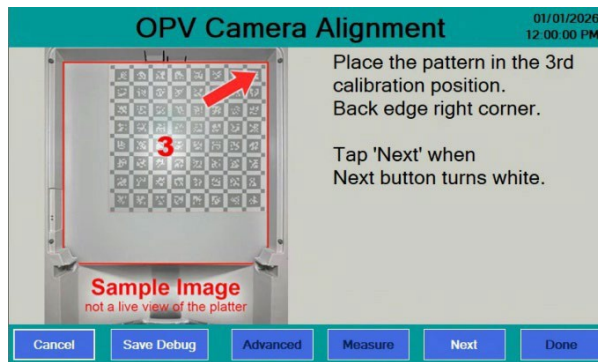 OPV Camera Alignment
01/01/2026
12:00:00 PM
Place the pattern in the 3rd
calibration position.
Back edge right corner.
Tap 'Next' when
Next button turns white.
3
Sample Image
not a live view of the platter
Cancel
Save Debug
Advanced
Measure
Next
Done